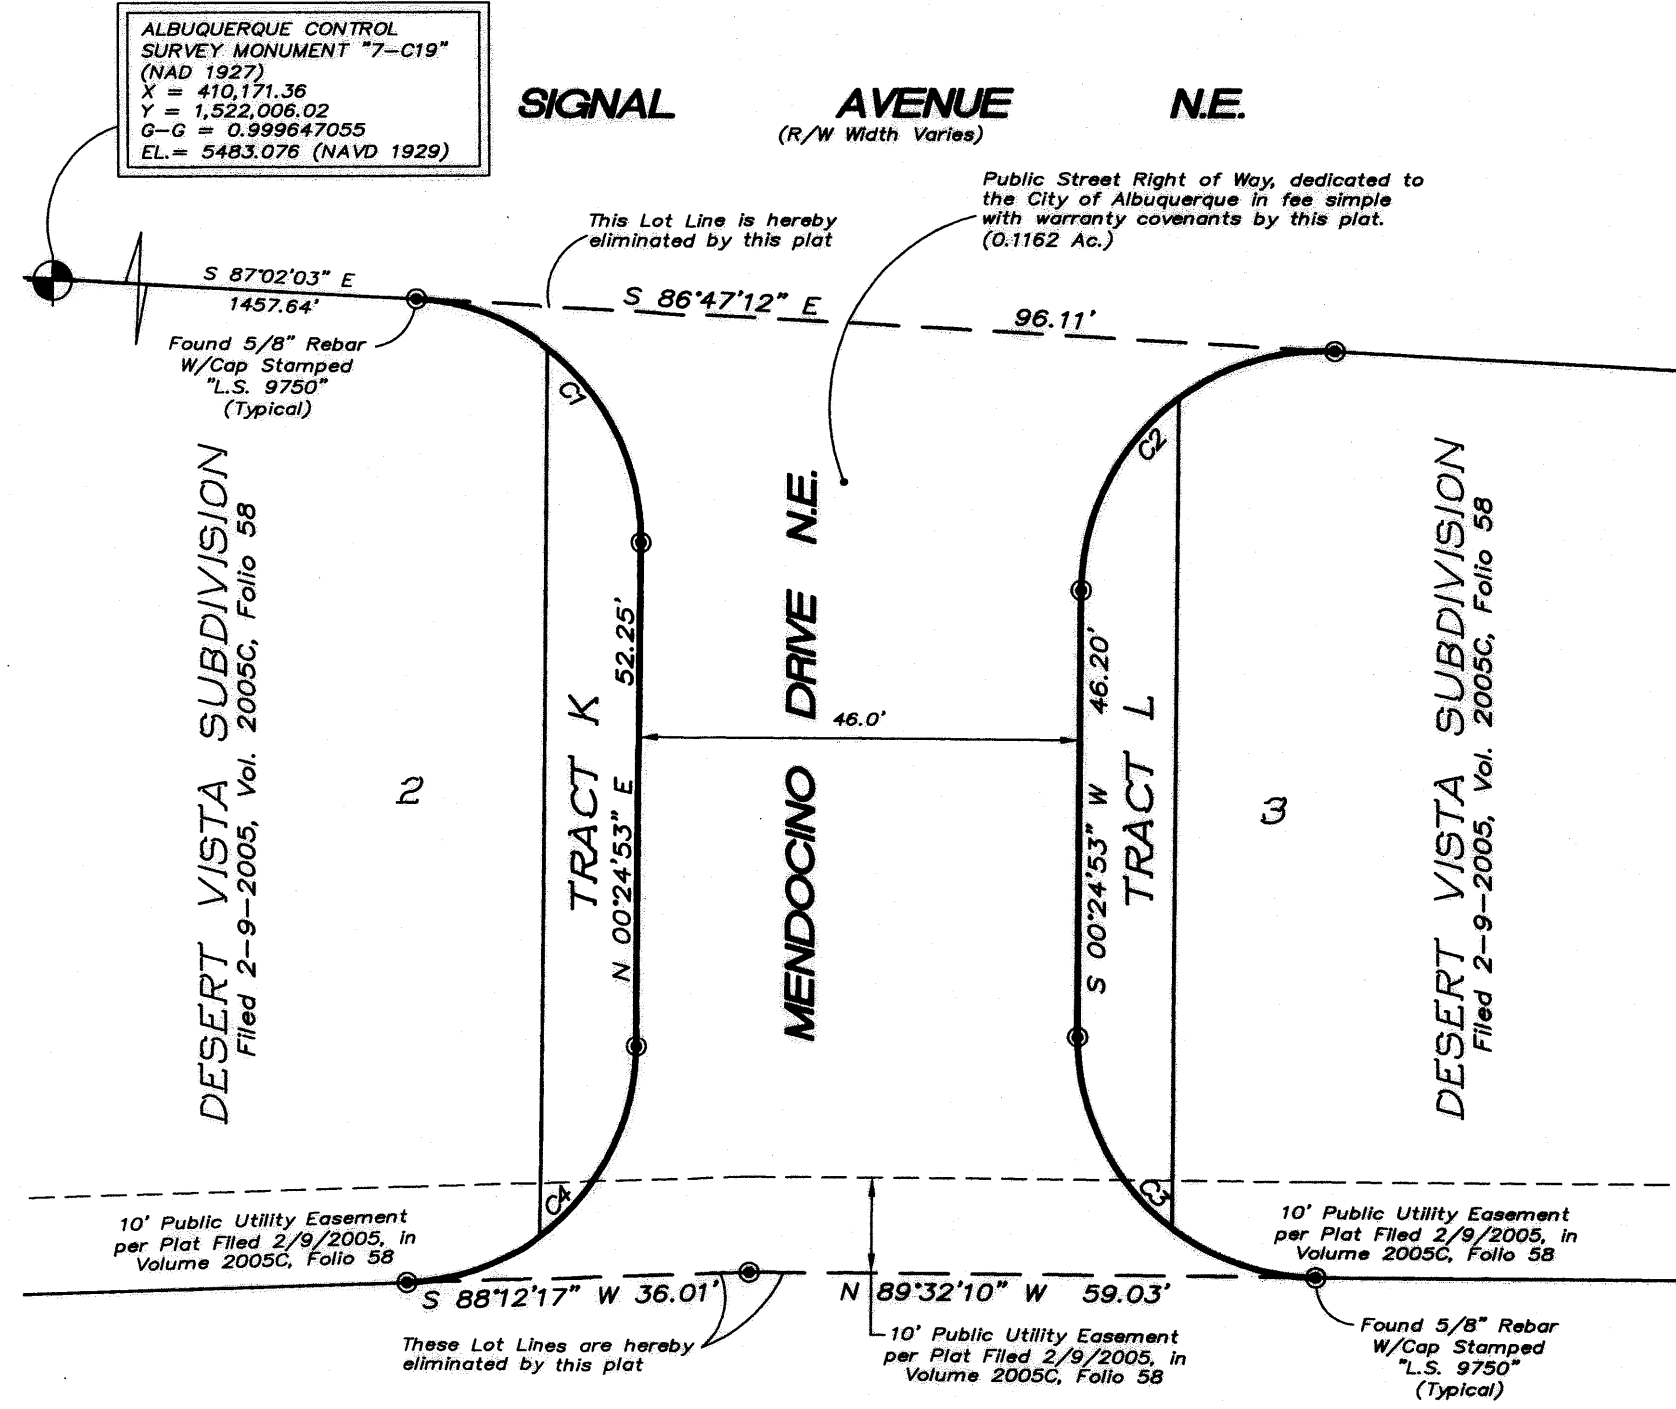 ALBUQUERQUE CONTROL
SURVEY MONUMENT "7-C19"
(NAD 1927)
X = 410,171.36
Y = 1,522,006.02
G-G = 0.999647055
EL.= 5483.076 (NAVD 1929)
SIGNAL AVENUE N.E.
(R/W Width Varies)
Public Street Right of Way, dedicated to
the City of Albuquerque in fee simple
with warranty covenants by this plat.
(0.1162 Ac.)
This Lot Line is hereby
eliminated by this plat
S 87°02'03" E
1457.64'
S 86°47'12" E 96.11'
Found 5/8" Rebar
W/Cap Stamped
"L.S. 9750"
(Typical)
C1
C2
DESERT VISTA SUBDIVISION
Filed 2-9-2005, Vol. 2005C, Folio 58
2
TRACT K
N 00°24'53" E 52.25'
MENDOCINO DRIVE N.E.
46.0'
S 00°24'53" W 46.20'
TRACT L
3
DESERT VISTA SUBDIVISION
Filed 2-9-2005, Vol. 2005C, Folio 58
C4
C3
10' Public Utility Easement
per Plat Filed 2/9/2005, in
Volume 2005C, Folio 58
10' Public Utility Easement
per Plat Filed 2/9/2005, in
Volume 2005C, Folio 58
S 88°12'17" W 36.01'
N 89°32'10" W 59.03'
These Lot Lines are hereby
eliminated by this plat
10' Public Utility Easement
per Plat Filed 2/9/2005, in
Volume 2005C, Folio 58
Found 5/8" Rebar
W/Cap Stamped
"L.S. 9750"
(Typical)